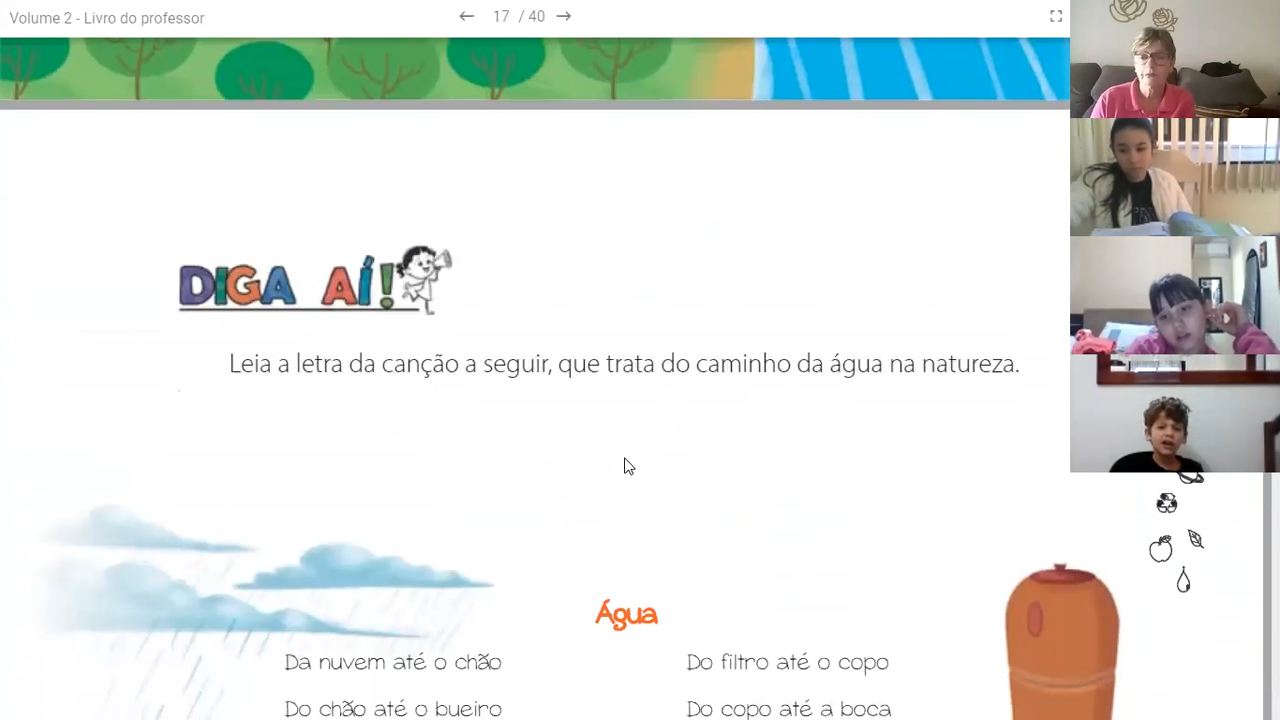 Volume 2 - Livro do professor
17 / 40
DIGA AÍ!
Leia a letra da canção a seguir, que trata do caminho da água na natureza.
Água
Da nuvem até o chão
Do chão até o bueiro
Do filtro até o copo
Do copo até a boca